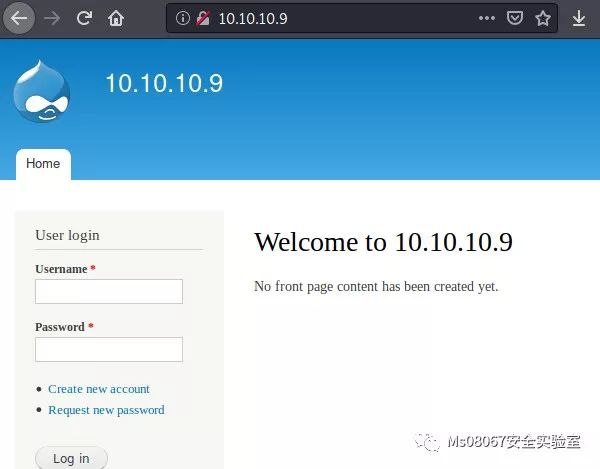 10.10.10.9
10.10.10.9
Home
User login
Username *
Password *
Create new account
Request new password
Log in
Welcome to 10.10.10.9
No front page content has been created yet.
Ms08067安全实验室